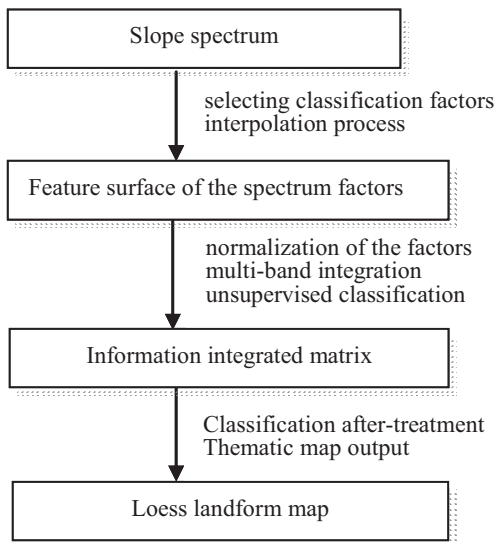 Slope spectrum
selecting classification factors
interpolation process
Feature surface of the spectrum factors
normalization of the factors
multi-band integration
unsupervised classification
Information integrated matrix
Classification after-treatment
Thematic map output
Loess landform map